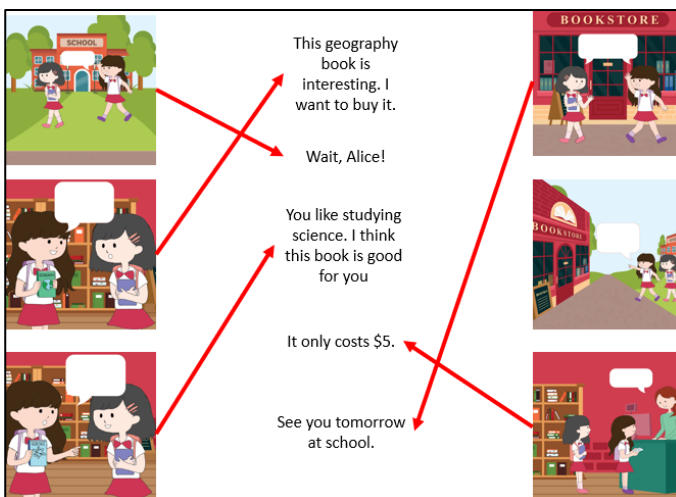 SCHOOL
This geography
book is
interesting. I
want to buy it.
Wait, Alice!
You like studying
science. I think
this book is good
for you
It only costs $5.
See you tomorrow
at school.
BOOKSTORE
BOOKSTORE